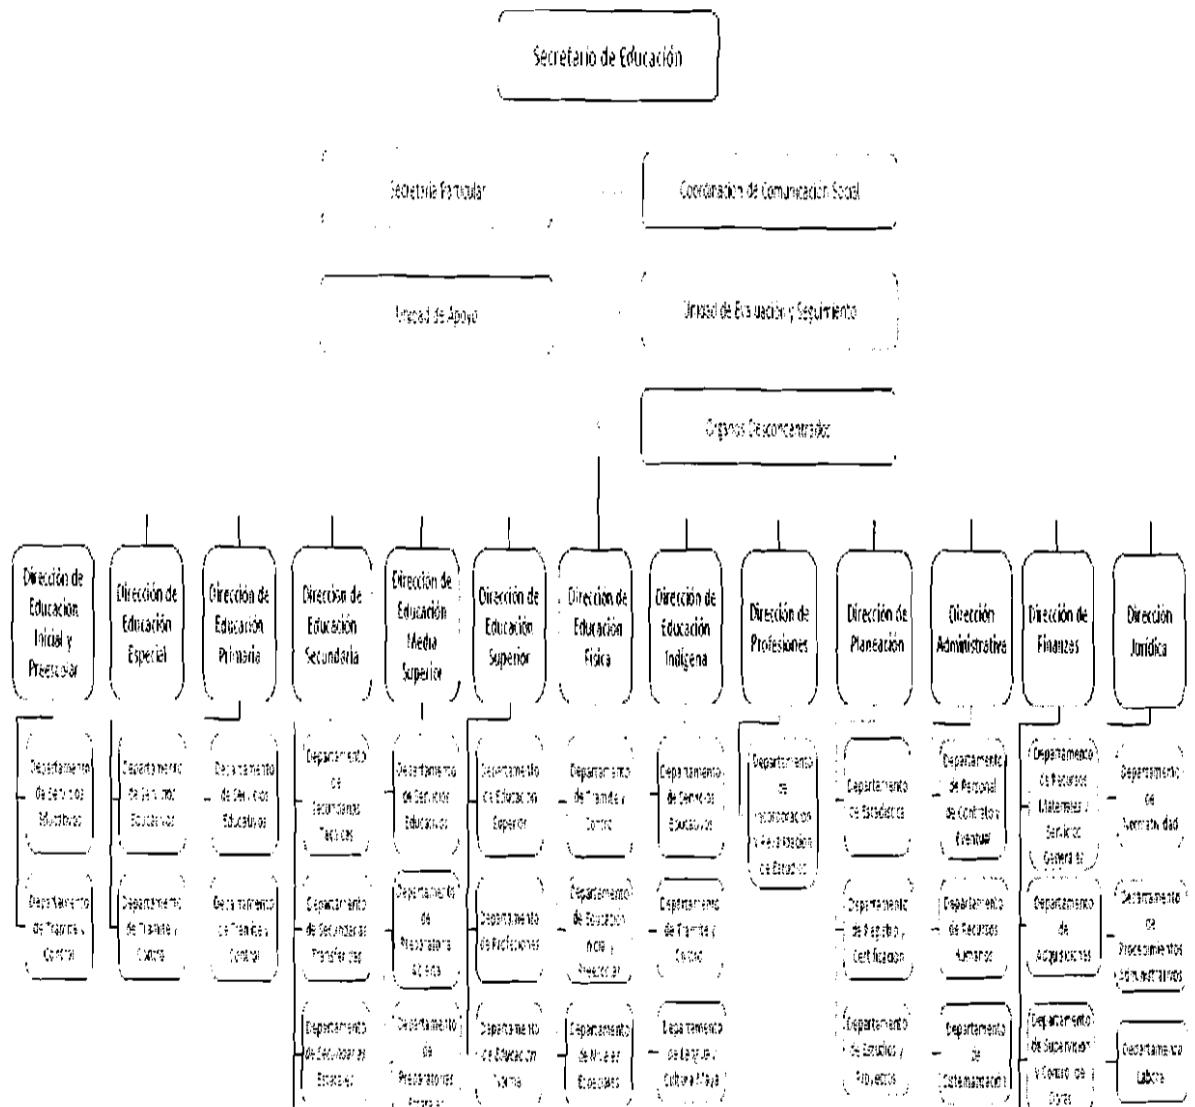 Secretario de Educación
Secretaría Particular
Coordinación de Comunicación Social
Unidad de Apoyo
Unidad de Evaluación y Seguimiento
Órganos Desconcentrados
Dirección de
Educación
Inicial y
Preescolar
Dirección de
Educación
Especial
Dirección de
Educación
Primaria
Dirección de
Educación
Secundaria
Dirección de
Educación
Media
Superior
Dirección de
Educación
Superior
Dirección de
Educación
Física
Dirección de
Educación
Indígena
Dirección
de
Profesiones
Dirección
de
Planeación
Dirección
Administrativa
Dirección de
Finanzas
Dirección
Jurídica
Departamento
de Servicios
Educativos
Departamento
de Servicios
Educativos
Departamento
de Servicios
Educativos
Departamento
de
Secundarias
Técnicas
Departamento
de Servicios
Educativos
Departamento
de Educación
Superior
Departamento
de Trámite y
Control
Departamento
de Servicios
Educativos
Departamento
de
Incorporación
y Revalidación
de Estudios
Departamento
de Estadística
Departamento
de Personal
de Contrato y
Eventual
Departamento
de Recursos
Materiales y
Servicios
Generales
Departamento
de
Normatividad
Departamento
de Trámite y
Control
Departamento
de Trámite y
Control
Departamento
de Trámite y
Control
Departamento
de Secundarias
Transferidas
Departamento
de
Preparatoria
Abierta
Departamento
de Profesiones
Departamento
de Educación
Inicial y
Preescolar
Departamento
de Trámite y
Control
Departamento
de Registro y
Certificación
Departamento
de Recursos
Humanos
Departamento
de
Adquisiciones
Departamento
de
Procedimientos
Administrativos
Departamento
de Secundarias
Estatales
Departamento
de
Preparatorias
Estatales
Departamento
de Educación
Normal
Departamento
de Niveles
Especiales
Departamento
de Lengua y
Cultura Maya
Departamento
de Estudios y
Proyectos
Departamento
de
Sistematización
Departamento
de Supervisión
y Control de
Obras
Departamento
Laboral